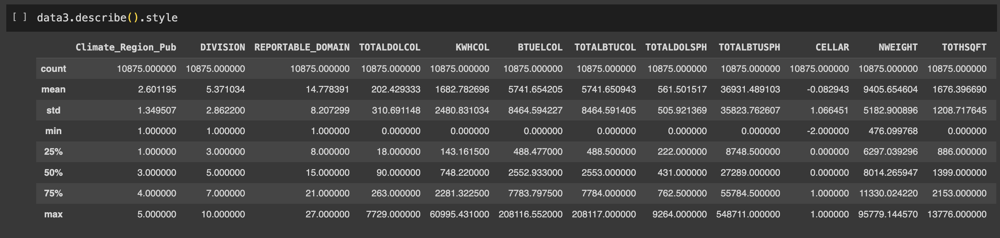 [ ] data3.describe().style
Climate_Region_Pub DIVISION REPORTABLE_DOMAIN TOTALDOLCOL KWHCOL BTUELCOL TOTALBTUCOL TOTALDOLSPH TOTALBTUSPH CELLAR NWEIGHT TOTHSQFT
count 10875.000000 10875.000000 10875.000000 10875.000000 10875.000000 10875.000000 10875.000000 10875.000000 10875.000000 10875.000000 10875.000000 10875.000000
mean 2.601195 5.371034 14.778391 202.429333 1682.782696 5741.654205 5741.650943 561.501517 36931.489103 -0.082943 9405.654604 1676.396690
std 1.349507 2.862200 8.207299 310.691148 2480.831034 8464.594227 8464.591405 505.921369 35823.762607 1.066451 5182.900896 1208.717645
min 1.000000 1.000000 1.000000 0.000000 0.000000 0.000000 0.000000 0.000000 0.000000 -2.000000 476.099768 0.000000
25% 1.000000 3.000000 8.000000 18.000000 143.161500 488.477000 488.500000 222.000000 8748.500000 0.000000 6297.039296 886.000000
50% 3.000000 5.000000 15.000000 90.000000 748.220000 2552.933000 2553.000000 431.000000 27289.000000 0.000000 8014.265947 1399.000000
75% 4.000000 7.000000 21.000000 263.000000 2281.322500 7783.797500 7784.000000 762.500000 55784.500000 1.000000 11330.024220 2153.000000
max 5.000000 10.000000 27.000000 7729.000000 60995.431000 208116.552000 208117.000000 9264.000000 548711.000000 1.000000 95779.144570 13776.000000